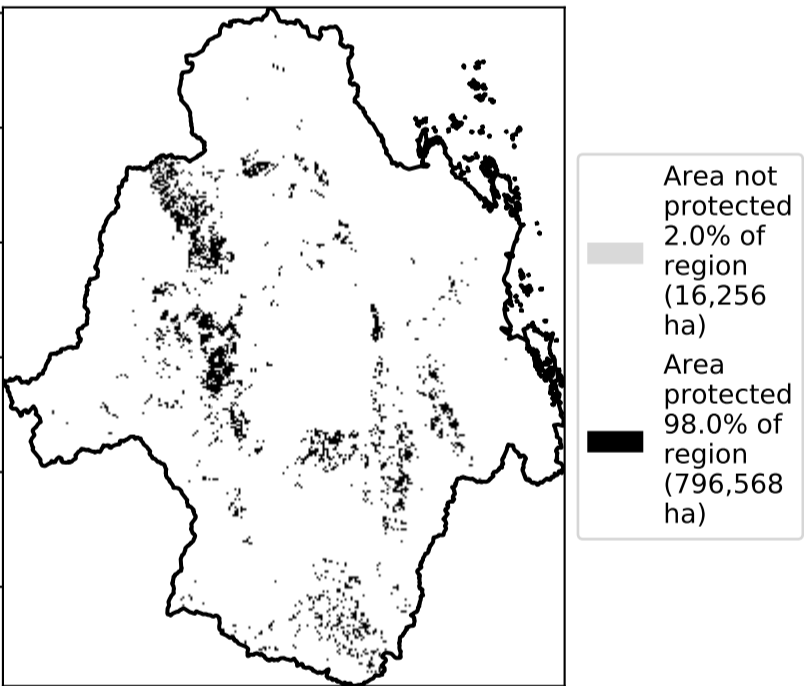 Area not
protected
2.0% of
region
(16,256
ha)
Area
protected
98.0% of
region
(796,568
ha)